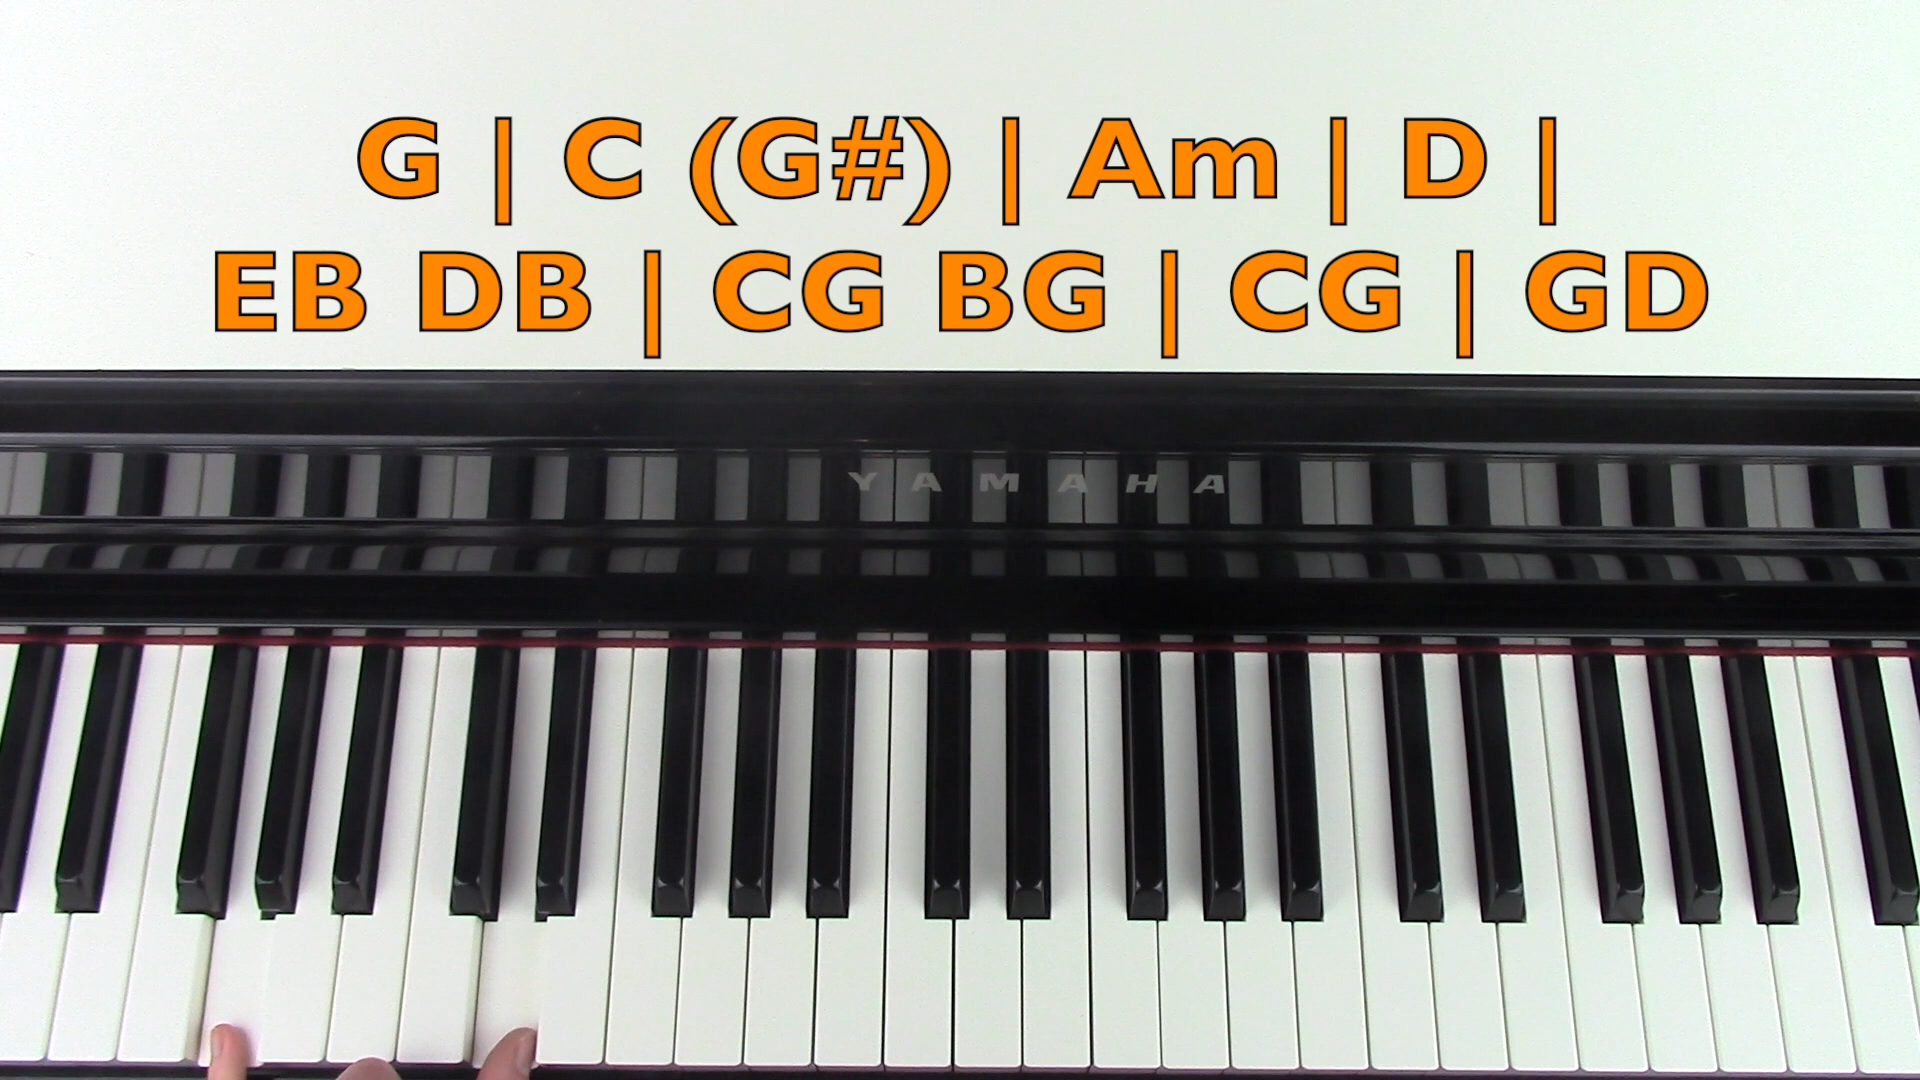 G | C (G#) | Am | D |
EB DB | CG BG | CG | GD
YAMAHA